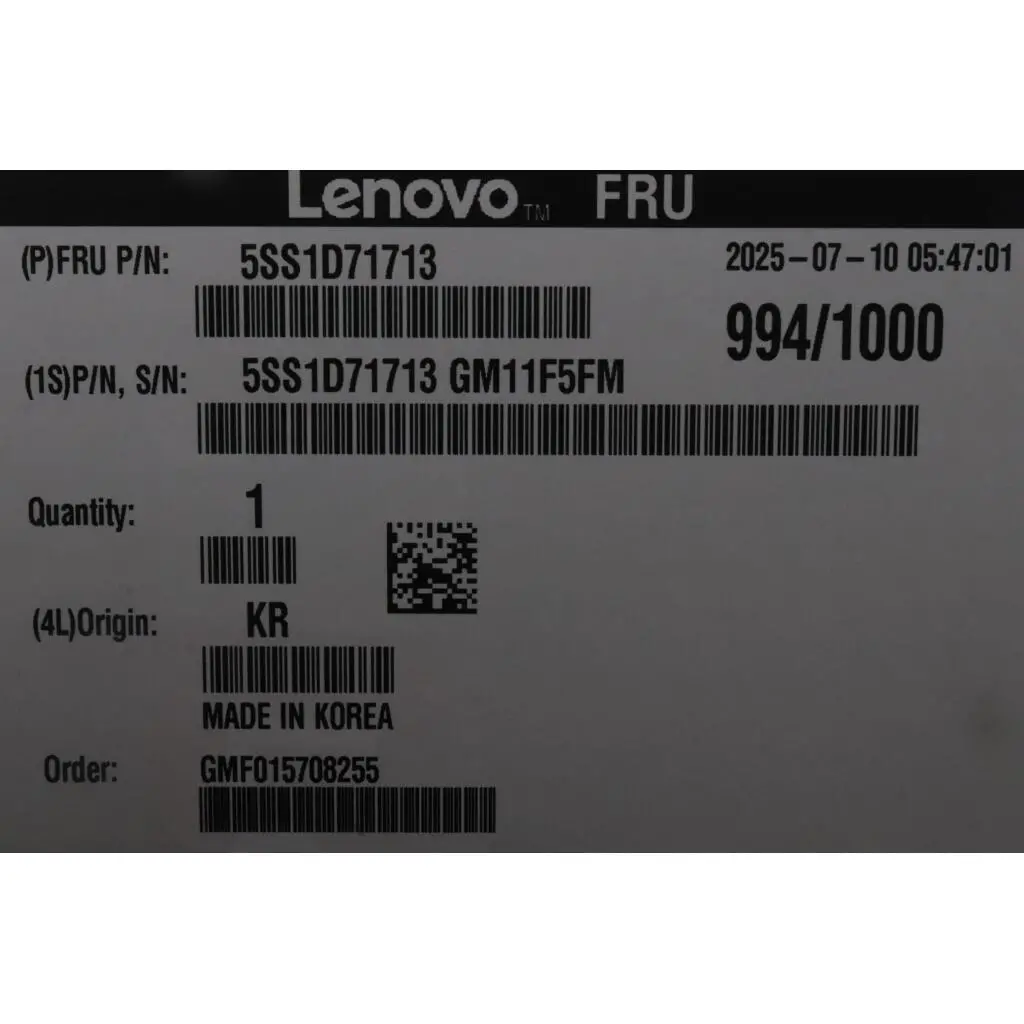 Lenovo™ FRU
(P)FRU P/N: 5SS1D71713 2025-07-10 05:47:01
994/1000
(1S)P/N, S/N: 5SS1D71713 GM11F5FM
Quantity: 1
(4L)Origin: KR
MADE IN KOREA
Order: GMF015708255